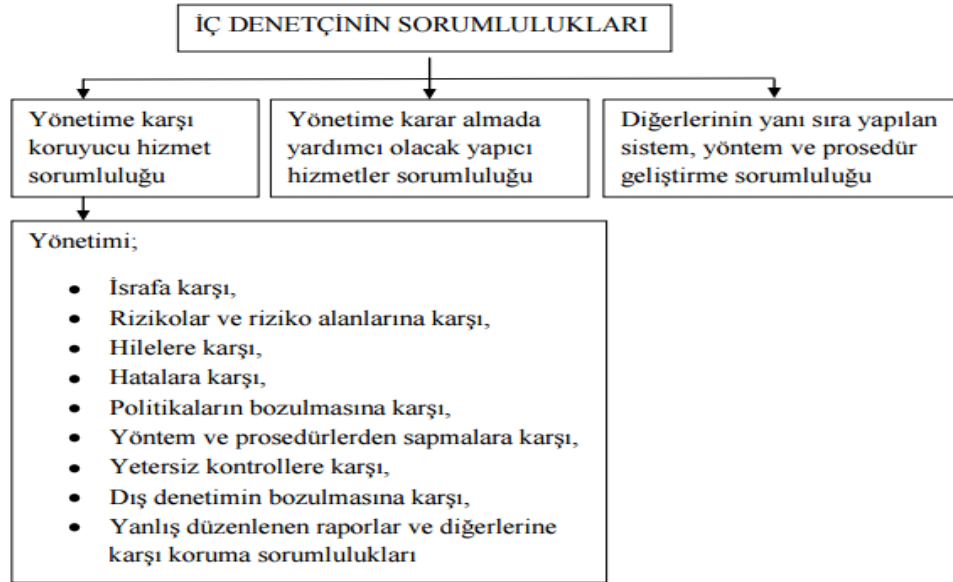 İÇ DENETÇİNİN SORUMLULUKLARI
Yönetime karşı
koruyucu hizmet
sorumluluğu
Yönetime karar almada
yardımcı olacak yapıcı
hizmetler sorumluluğu
Diğerlerinin yanı sıra yapılan
sistem, yöntem ve prosedür
geliştirme sorumluluğu
Yönetimi;
• İsrafa karşı,
• Rizikolar ve riziko alanlarına karşı,
• Hilelere karşı,
• Hatalara karşı,
• Politikaların bozulmasına karşı,
• Yöntem ve prosedürlerden sapmalara karşı,
• Yetersiz kontrollere karşı,
• Dış denetimin bozulmasına karşı,
• Yanlış düzenlenen raporlar ve diğerlerine
karşı koruma sorumlulukları